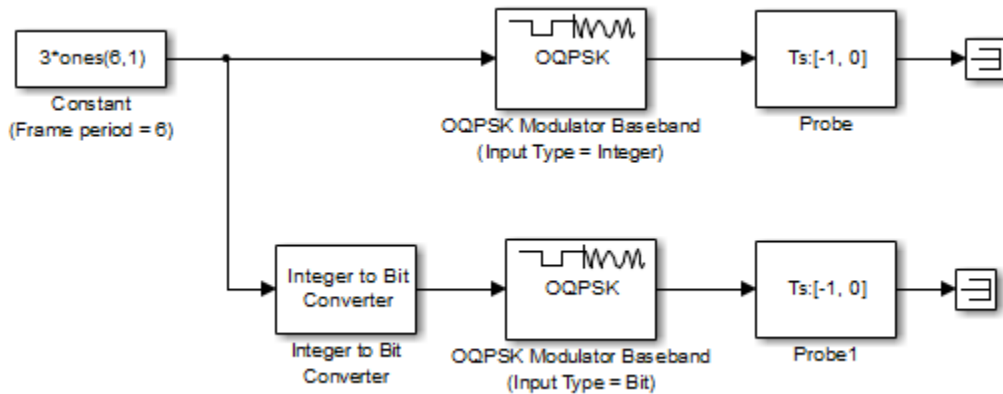 3*ones(6,1)
Constant
(Frame period = 6)
OQPSK
OQPSK Modulator Baseband
(Input Type = Integer)
Ts:[-1, 0]
Probe
Integer to Bit
Converter
Integer to Bit
Converter
OQPSK
OQPSK Modulator Baseband
(Input Type = Bit)
Ts:[-1, 0]
Probe1